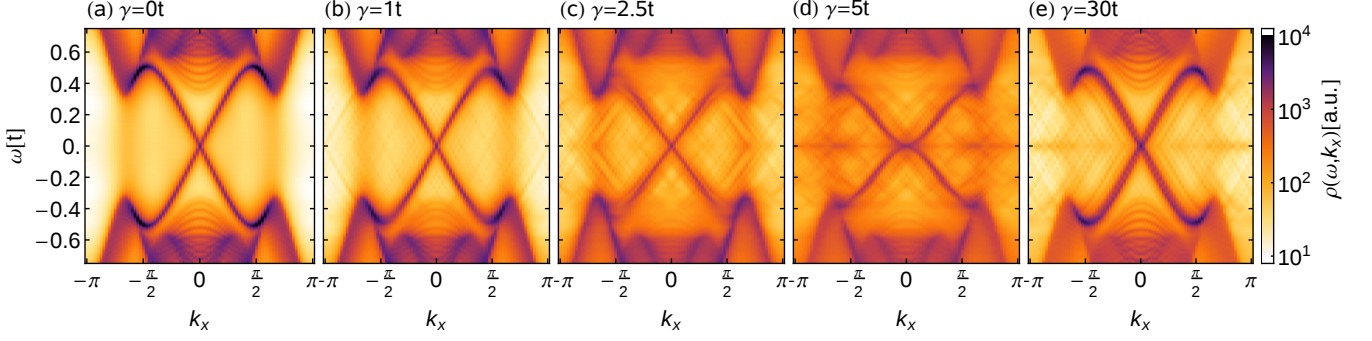 (a) γ=0t (b) γ=1t (c) γ=2.5t (d) γ=5t (e) γ=30t
0.6
0.4
0.2
0.
−0.2
−0.4
−0.6
ω[t]
−π −π/2 0 π/2 π
-π −π/2 0 π/2 π
-π −π/2 0 π/2 π
-π −π/2 0 π/2 π
-π −π/2 0 π/2 π
k_x k_x k_x k_x k_x
10^4
10^3
10^2
10^1
ρ(ω,k_x)[a.u.]